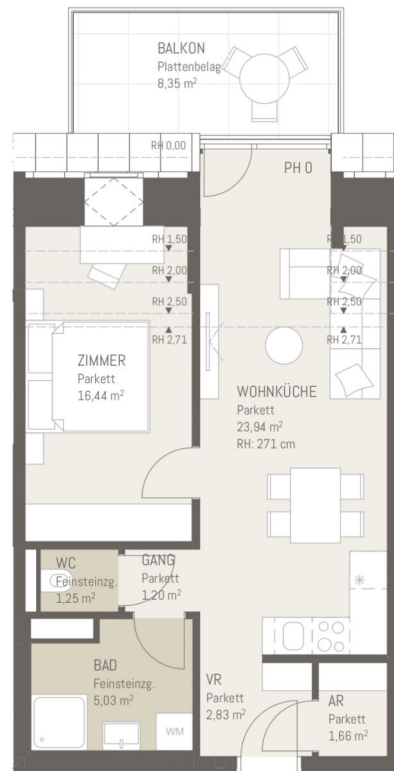 BALKON
Plattenbelag
8,35 m²
RH 0,00
PH 0
RH 1,50
RH 2,00
RH 2,50
RH 2,71
RH 1,50
RH 2,00
RH 2,50
RH 2,71
ZIMMER
Parkett
16,44 m²
WOHNKÜCHE
Parkett
23,94 m²
RH: 271 cm
WC
Feinsteinzg.
1,25 m²
GANG
Parkett
1,20 m²
BAD
Feinsteinzg.
5,03 m²
WM
VR
Parkett
2,83 m²
AR
Parkett
1,66 m²